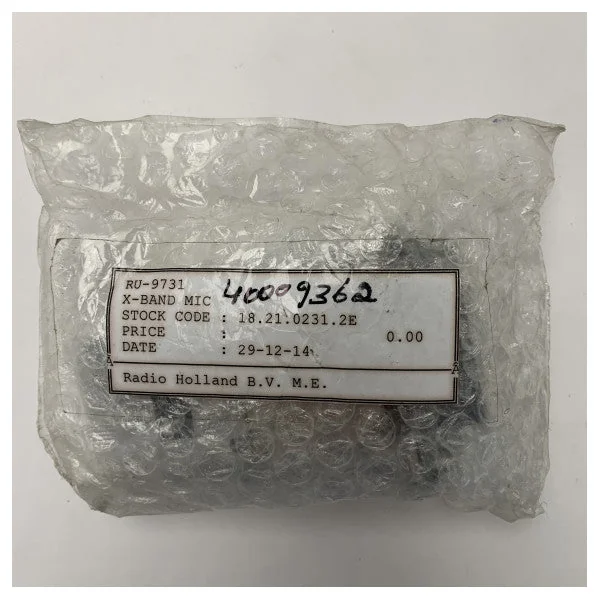 RU-9731
X-BAND MIC 40009362
STOCK CODE : 18.21.0231.2E
PRICE : 0.00
DATE : 29-12-14
Radio Holland B.V. M.E.